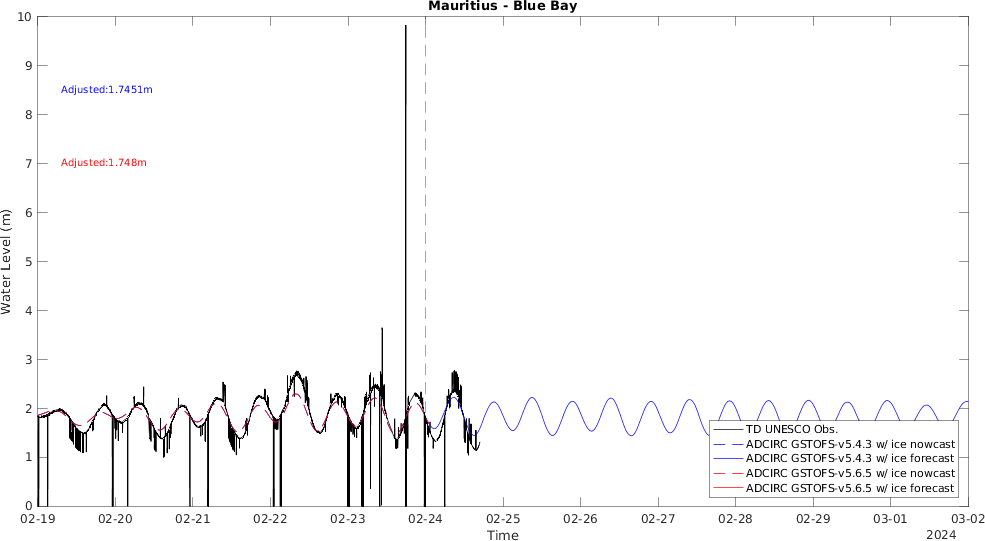 Mauritius - Blue Bay
10
9
8
7
6
5
4
3
2
1
0
Water Level (m)
Adjusted:1.7451m
Adjusted:1.748m
TD UNESCO Obs.
ADCIRC GSTOFS-v5.4.3 w/ ice nowcast
ADCIRC GSTOFS-v5.4.3 w/ ice forecast
ADCIRC GSTOFS-v5.6.5 w/ ice nowcast
ADCIRC GSTOFS-v5.6.5 w/ ice forecast
02-19 02-20 02-21 02-22 02-23 02-24 02-25 02-26 02-27 02-28 02-29 03-01 03-02
Time
2024